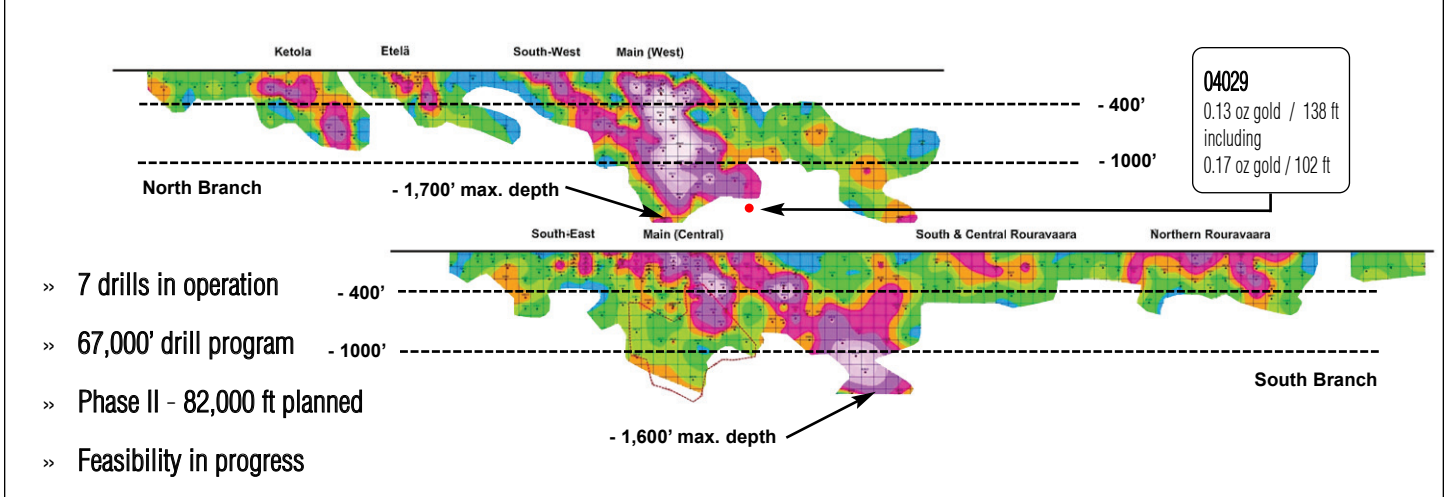 Ketola
Etelä
South-West
Main (West)
04029
0.13 oz gold / 138 ft
including
0.17 oz gold / 102 ft
- 400'
- 1000'
North Branch
- 1,700' max. depth
South-East
Main (Central)
South & Central Rouravaara
Northern Rouravaara
» 7 drills in operation
- 400'
» 67,000' drill program
- 1000'
South Branch
» Phase II - 82,000 ft planned
- 1,600' max. depth
» Feasibility in progress